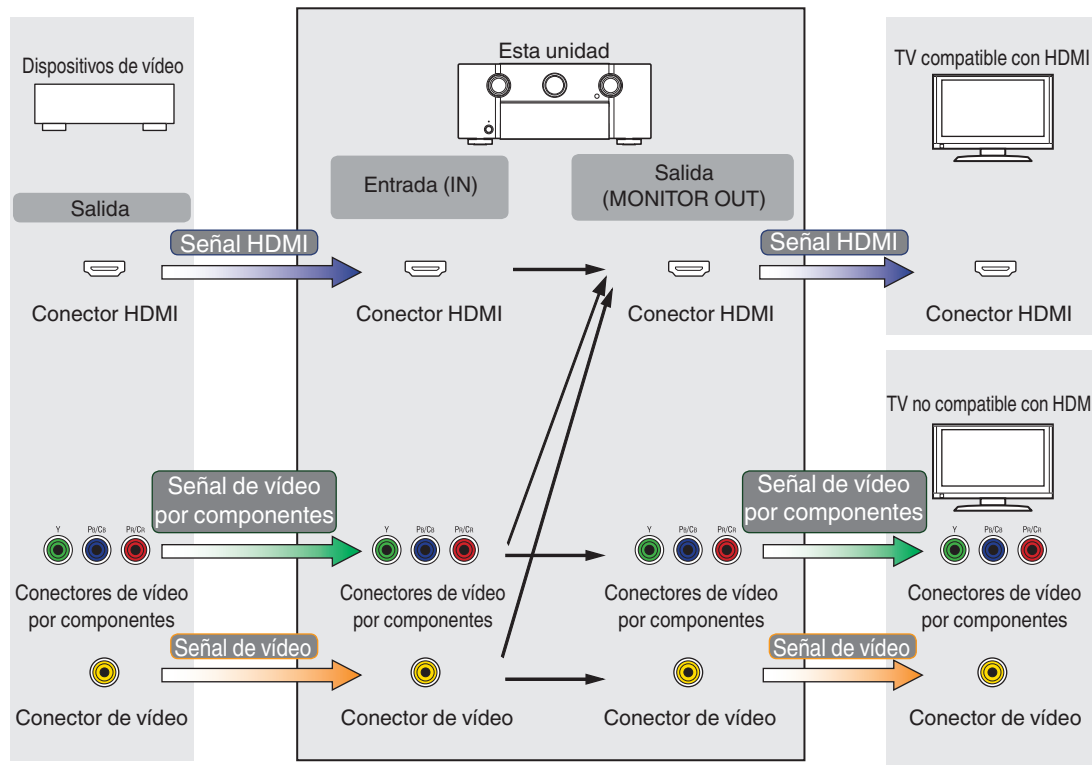 Dispositivos de vídeo
Esta unidad
TV compatible con HDMI
Salida
Entrada (IN)
Salida
(MONITOR OUT)
Señal HDMI
Señal HDMI
Conector HDMI
Conector HDMI
Conector HDMI
Conector HDMI
TV no compatible con HDM
Señal de vídeo
por componentes
Señal de vídeo
por componentes
Y PB/CB PR/CR
Y PB/CB PR/CR
Y PB/CB PR/CR
Y PB/CB PR/CR
Conectores de vídeo
por componentes
Conectores de vídeo
por componentes
Conectores de vídeo
por componentes
Conectores de vídeo
por componentes
Señal de vídeo
Señal de vídeo
Conector de vídeo
Conector de vídeo
Conector de vídeo
Conector de vídeo